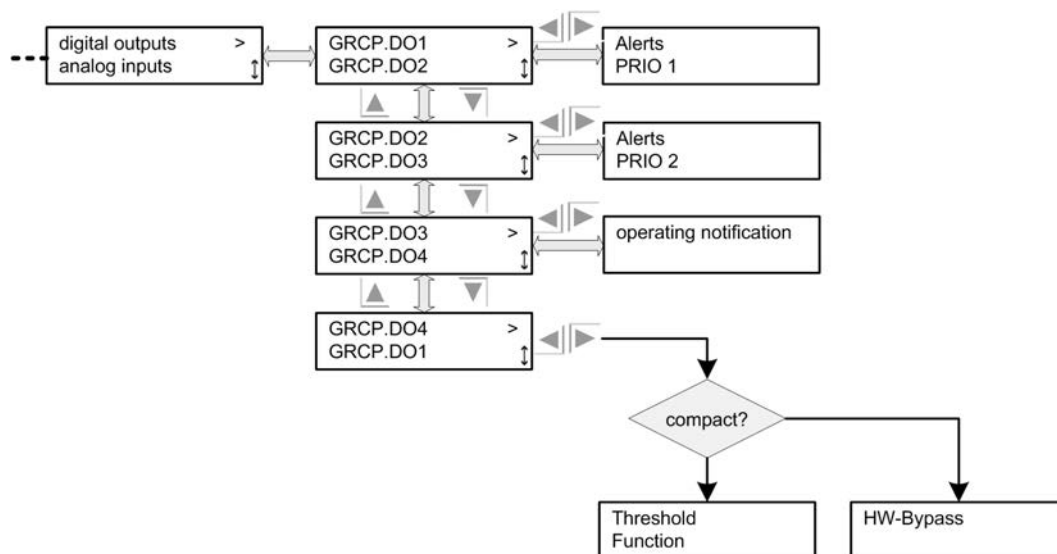 digital outputs >
analog inputs
GRCP.DO1 >
GRCP.DO2
Alerts
PRIO 1
GRCP.DO2 >
GRCP.DO3
Alerts
PRIO 2
GRCP.DO3 >
GRCP.DO4
operating notification
GRCP.DO4 >
GRCP.DO1
compact?
Threshold
Function
HW-Bypass